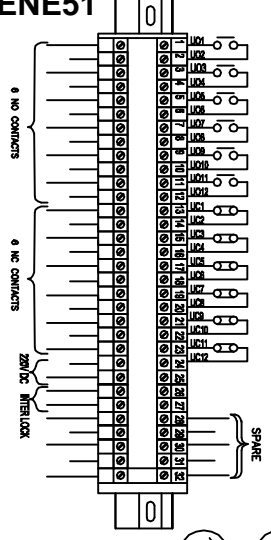 ENE51
1 UO1
2 UO2
3 UO3
4 UO4
5 UO5
6 UO6
7 UO7
8 UO8
9 UO9
10 UO10
11 UO11
12 UO12
13 UC1
14 UC2
15 UC3
16 UC4
17 UC5
18 UC6
19 UC7
20 UC8
21 UC9
22 UC10
23 UC11
24 UC12
25
26
27
28
29
30
31
32
6 NO CONTACTS
6 NO CONTACTS
220V DC
INTERLOCK
SPARE